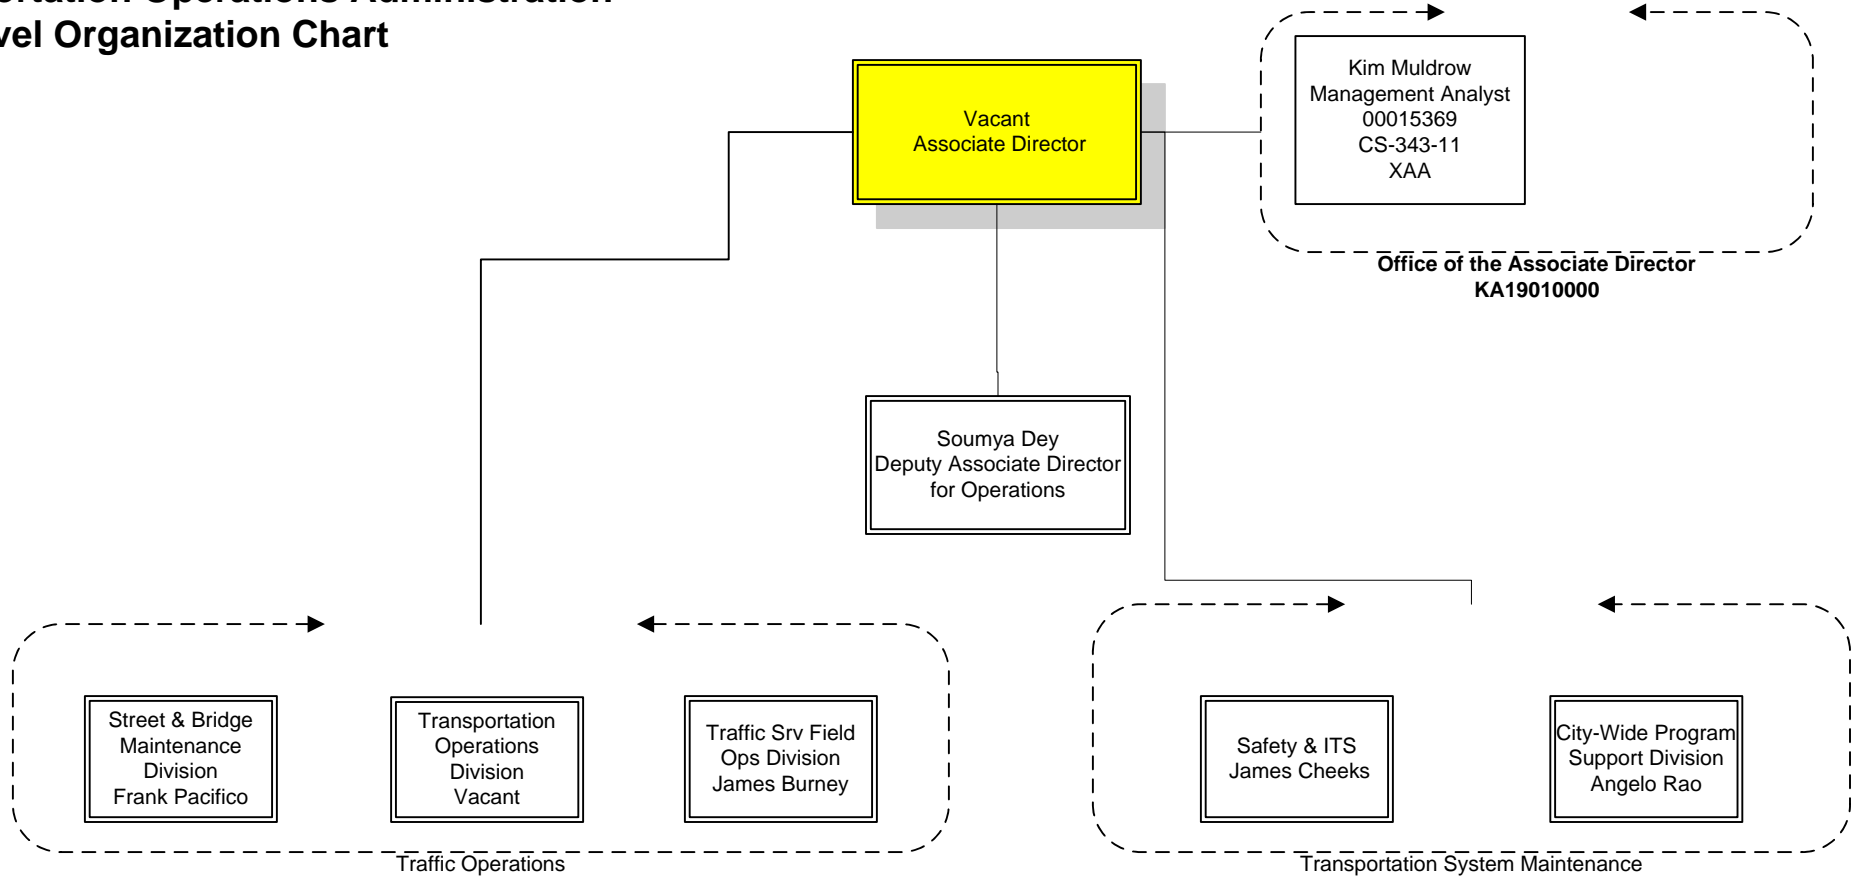 Operations Administration
Organization Chart
Vacant
Associate Director
Kim Muldrow
Management Analyst
00015369
CS-343-11
XAA
Office of the Associate Director
KA19010000
Soumya Dey
Deputy Associate Director
for Operations
Street & Bridge
Maintenance
Division
Frank Pacifico
Transportation
Operations
Division
Vacant
Traffic Srv Field
Ops Division
James Burney
Safety & ITS
James Cheeks
City-Wide Program
Support Division
Angelo Rao
Traffic Operations
Transportation System Maintenance